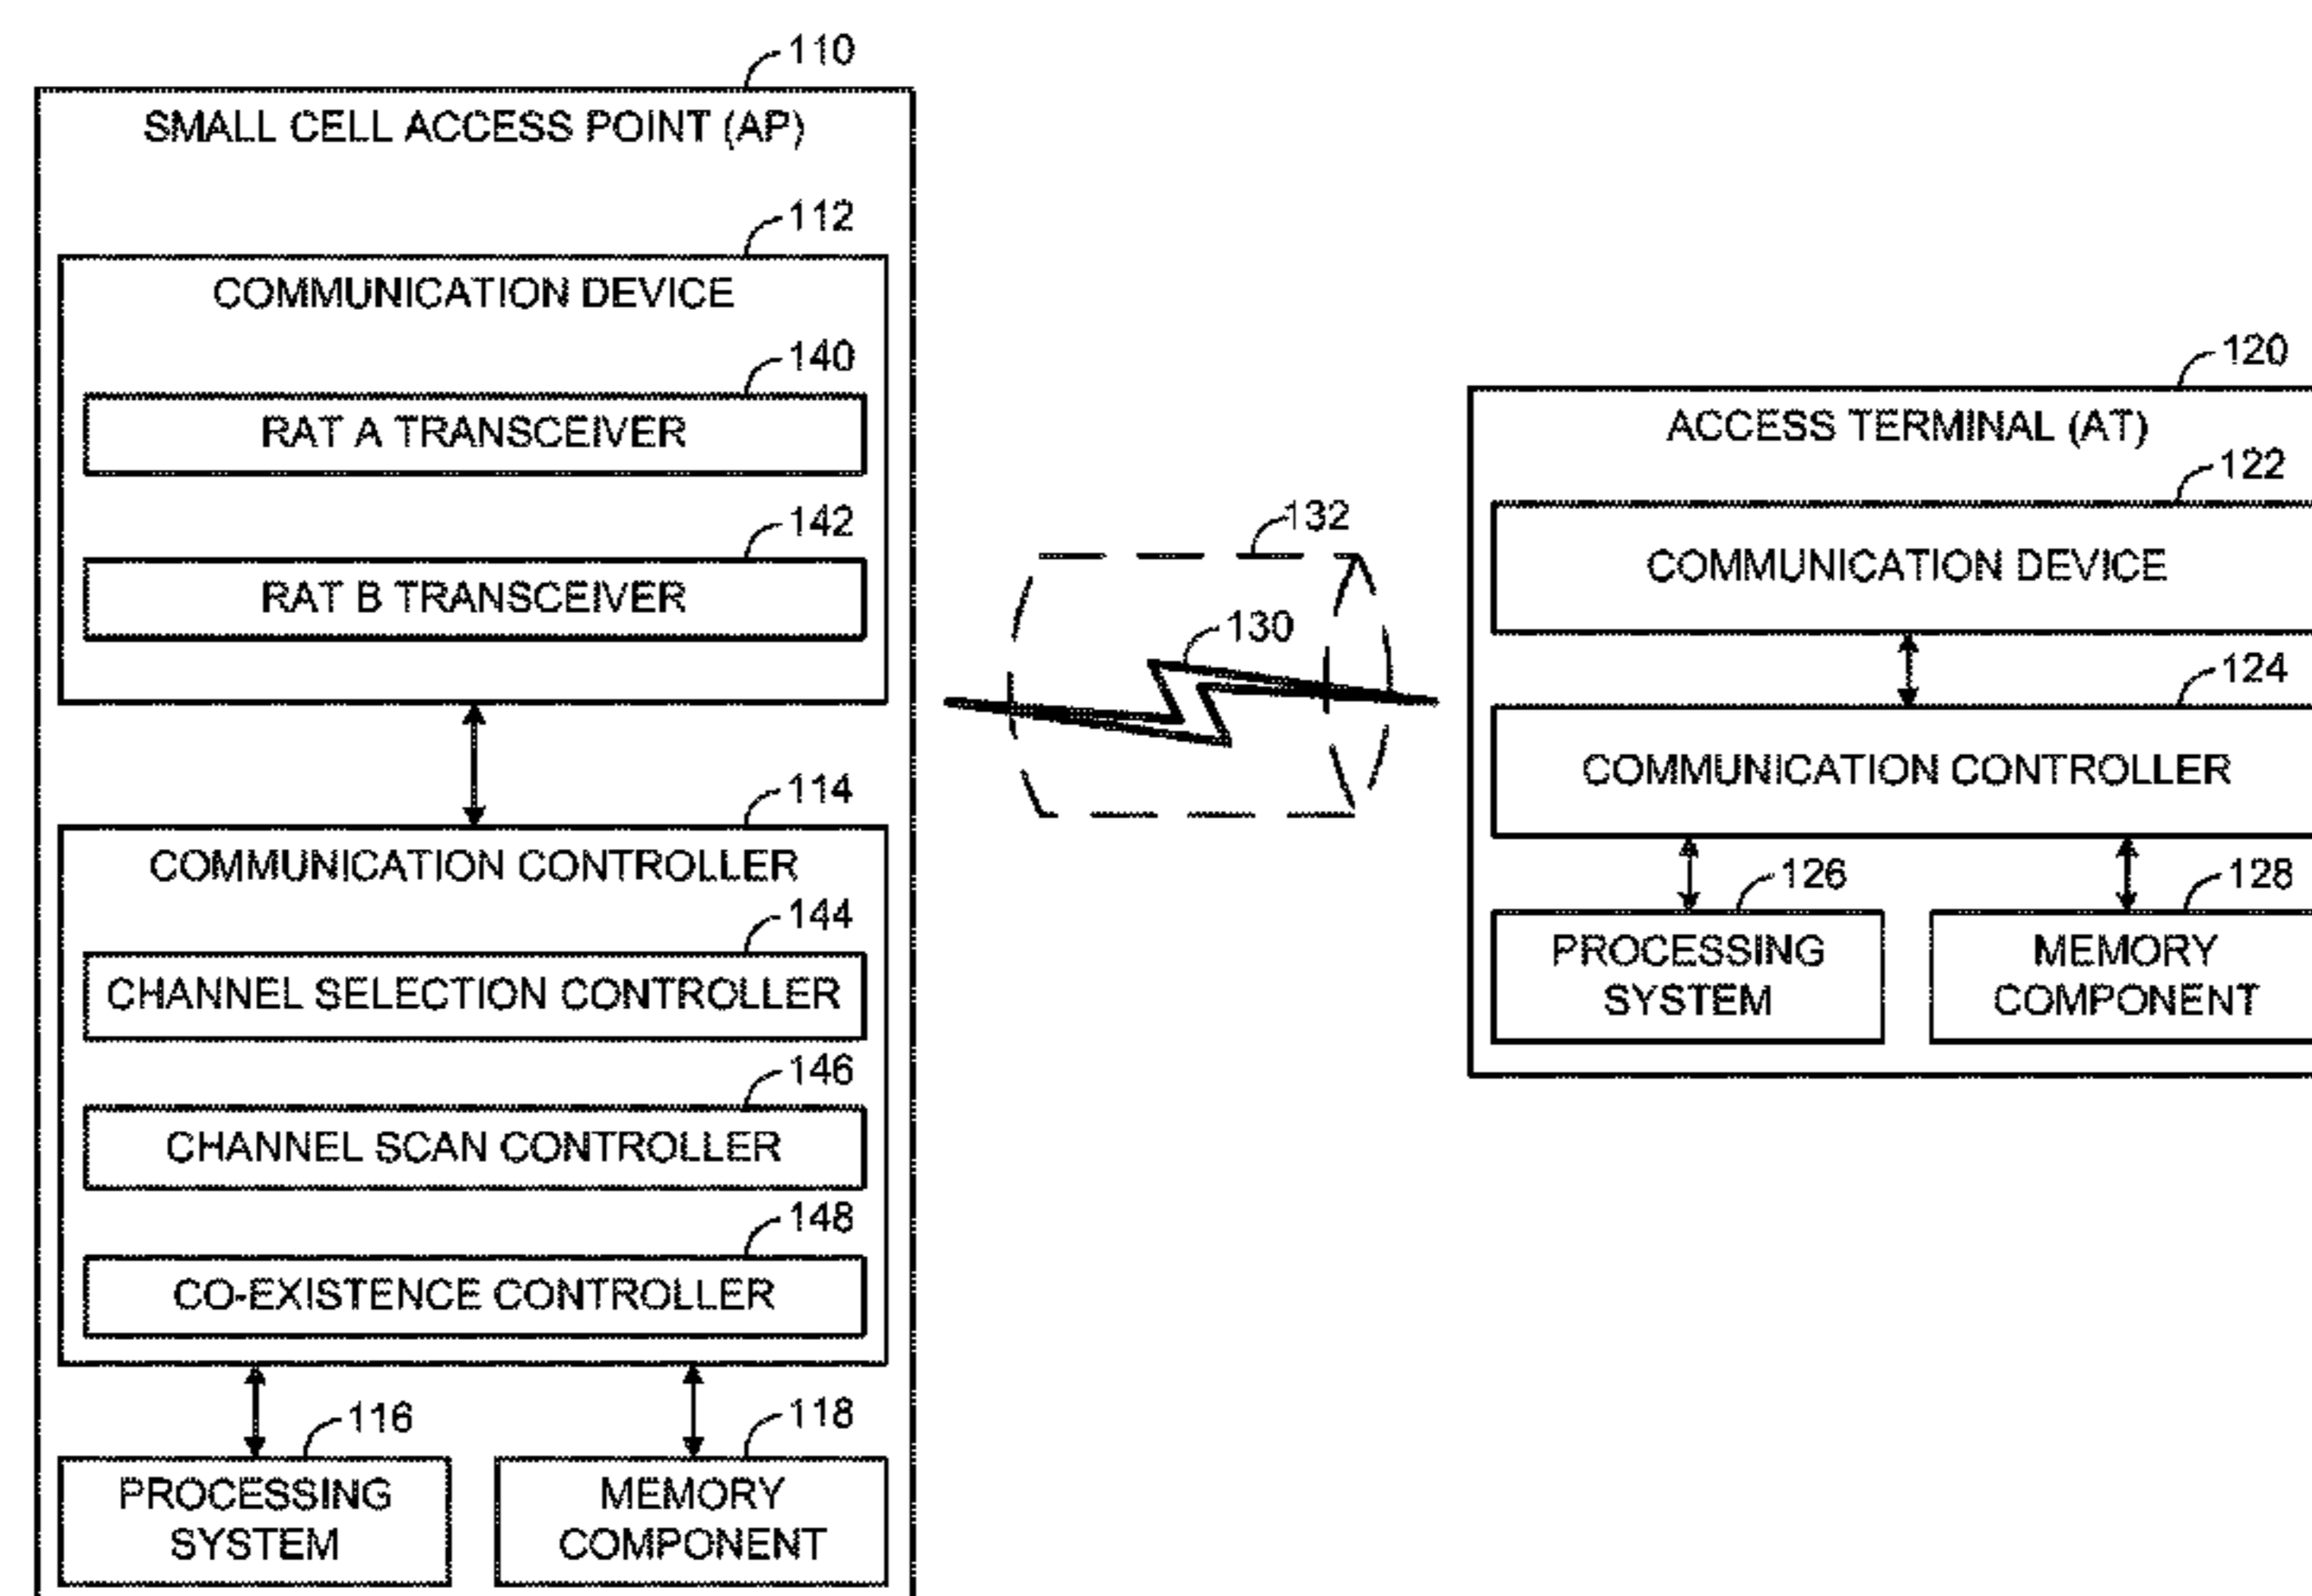 110
SMALL CELL ACCESS POINT (AP)
112
COMMUNICATION DEVICE
140
RAT A TRANSCEIVER
142
RAT B TRANSCEIVER
114
COMMUNICATION CONTROLLER
144
CHANNEL SELECTION CONTROLLER
146
CHANNEL SCAN CONTROLLER
148
CO-EXISTENCE CONTROLLER
116
PROCESSING
SYSTEM
118
MEMORY
COMPONENT
132
130
120
ACCESS TERMINAL (AT)
122
COMMUNICATION DEVICE
124
COMMUNICATION CONTROLLER
126
PROCESSING
SYSTEM
128
MEMORY
COMPONENT